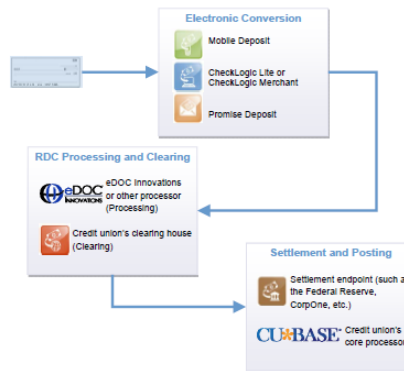 Electronic Conversion
Mobile Deposit
CheckLogic Lite or
CheckLogic Merchant
Promise Deposit
RDC Processing and Clearing
eDOC
INNOVATIONS
eDOC Innovations
or other processor
(Processing)
Credit union's clearing house
(Clearing)
Settlement and Posting
Settlement endpoint (such a
the Federal Reserve,
CorpOne, etc.)
CU*BASE
Credit union's
core processor